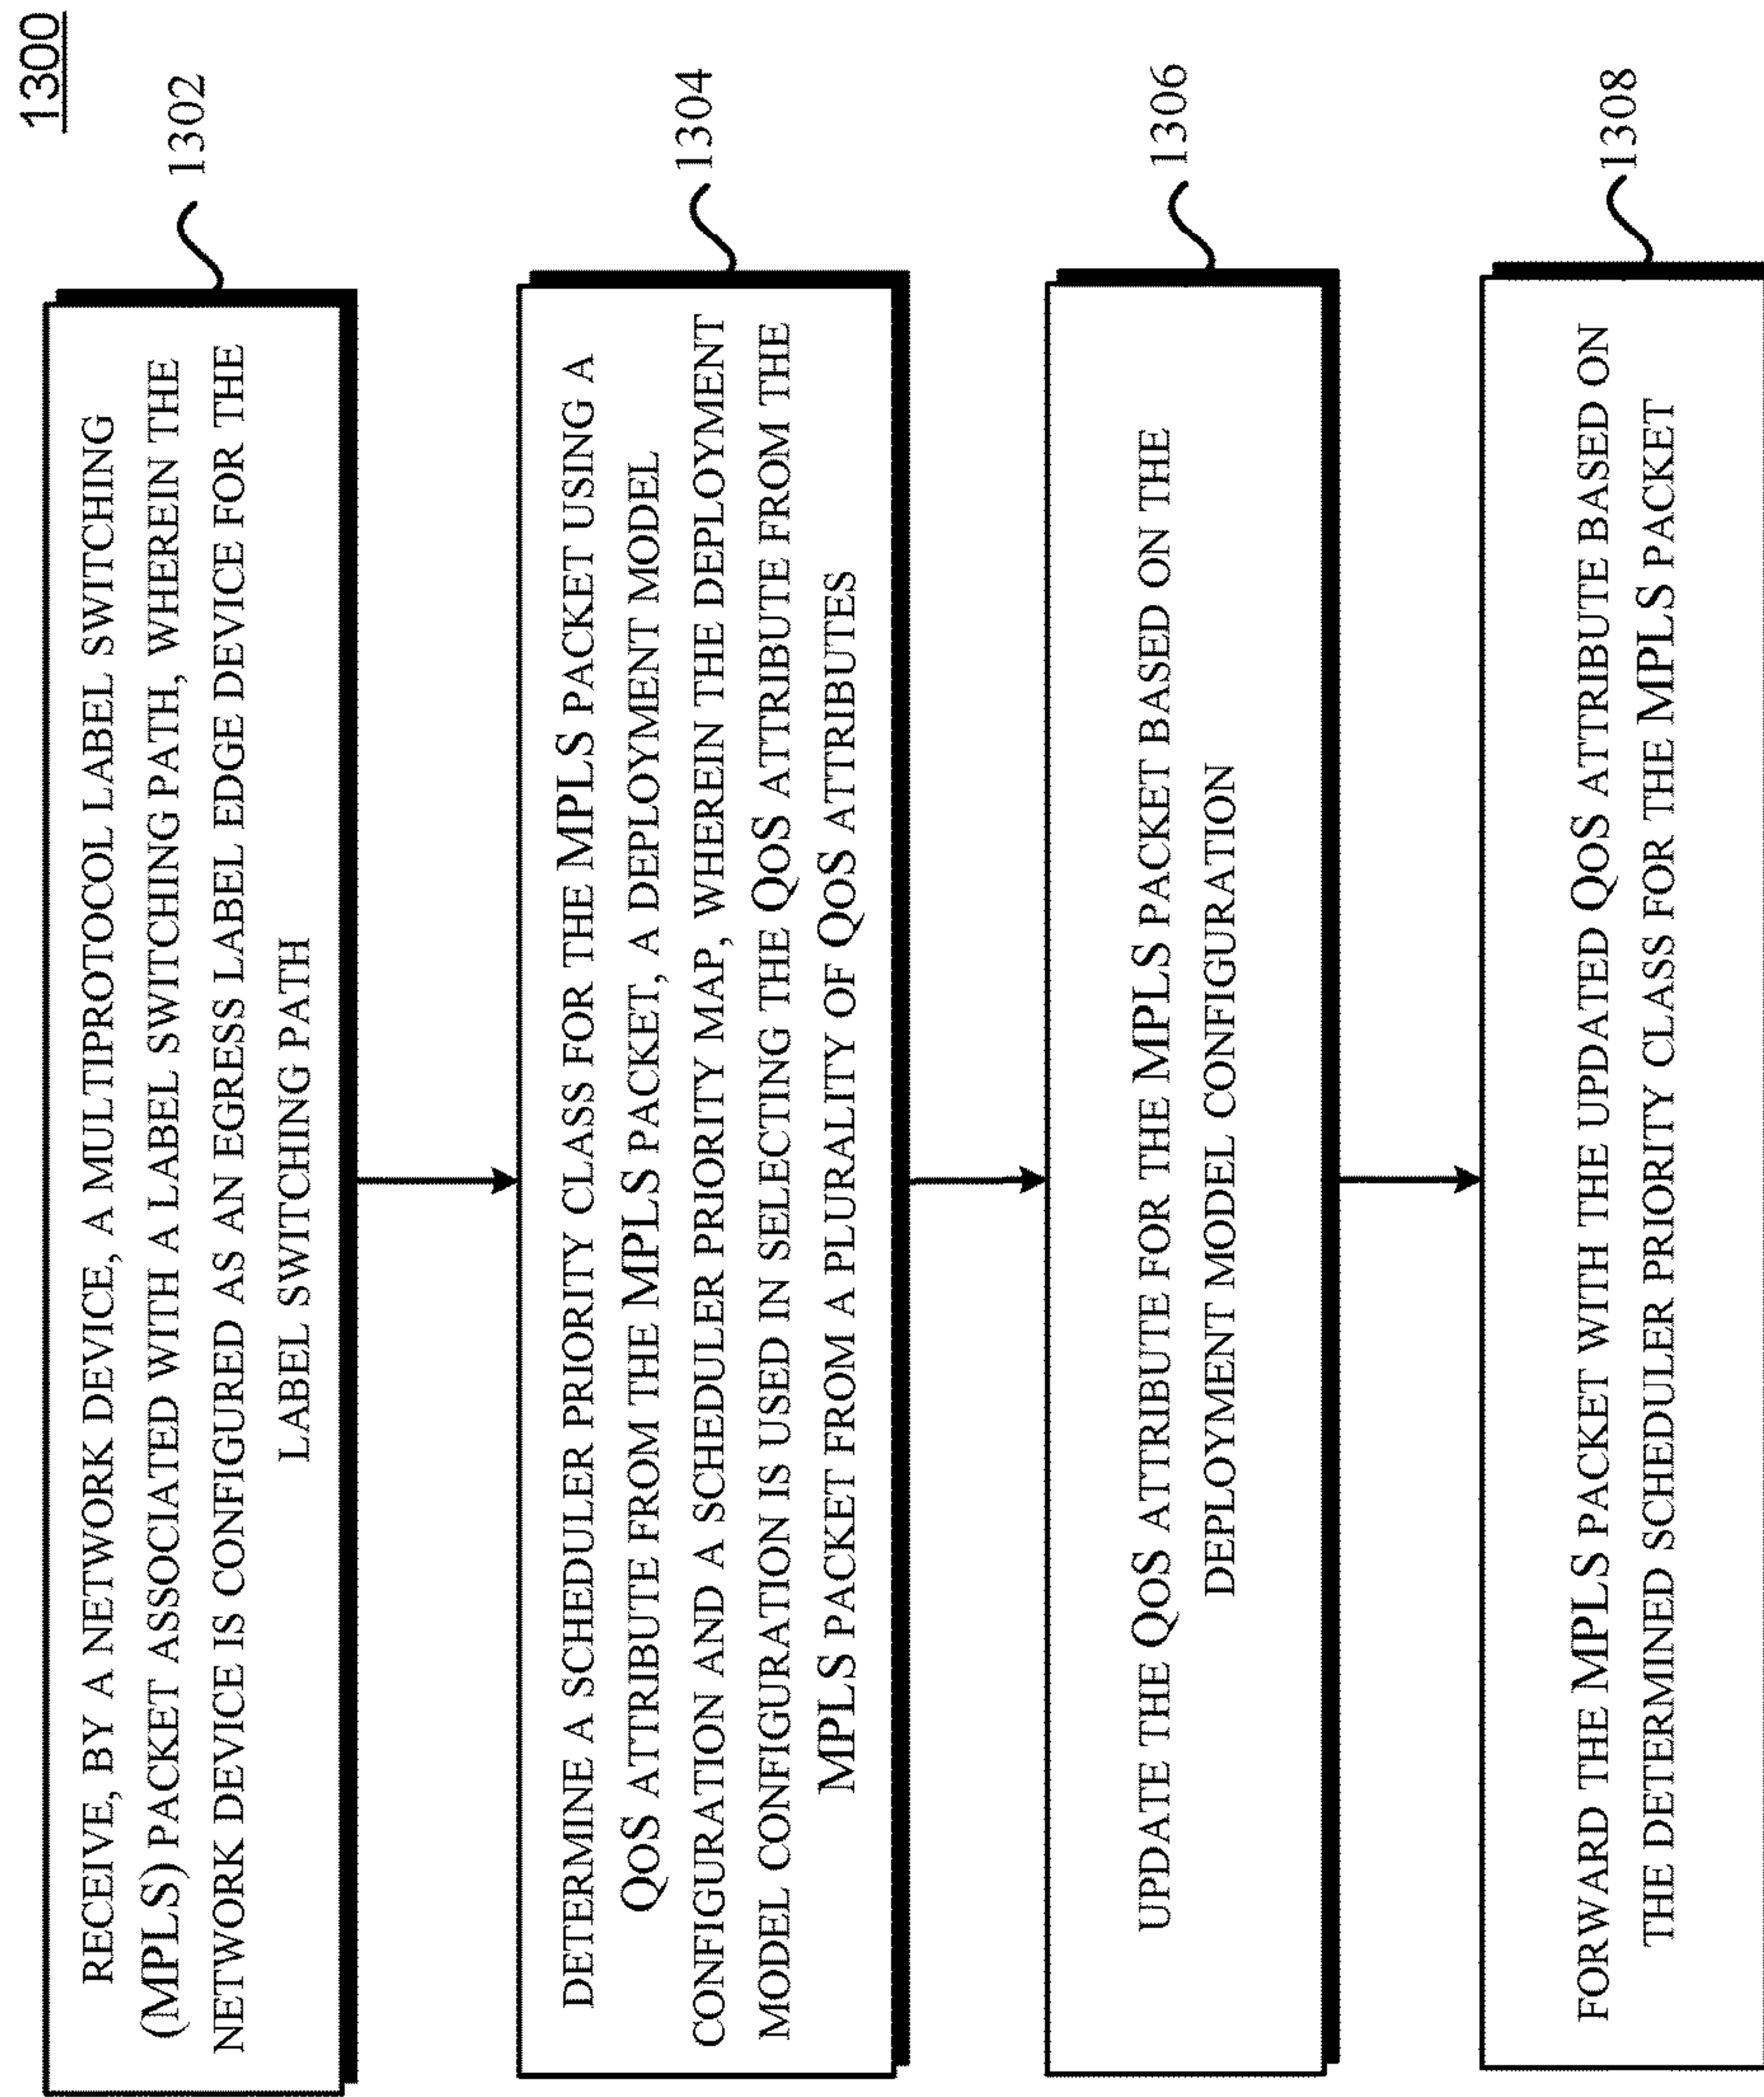 1300
RECEIVE, BY A NETWORK DEVICE, A MULTIPROTOCOL LABEL SWITCHING
(MPLS) PACKET ASSOCIATED WITH A LABEL SWITCHING PATH, WHEREIN THE
NETWORK DEVICE IS CONFIGURED AS AN EGRESS LABEL EDGE DEVICE FOR THE
LABEL SWITCHING PATH
1302
DETERMINE A SCHEDULER PRIORITY CLASS FOR THE MPLS PACKET USING A
QOS ATTRIBUTE FROM THE MPLS PACKET, A DEPLOYMENT MODEL
CONFIGURATION AND A SCHEDULER PRIORITY MAP, WHEREIN THE DEPLOYMENT
MODEL CONFIGURATION IS USED IN SELECTING THE QOS ATTRIBUTE FROM THE
MPLS PACKET FROM A PLURALITY OF QOS ATTRIBUTES
1304
UPDATE THE QOS ATTRIBUTE FOR THE MPLS PACKET BASED ON THE
DEPLOYMENT MODEL CONFIGURATION
1306
FORWARD THE MPLS PACKET WITH THE UPDATED QOS ATTRIBUTE BASED ON
THE DETERMINED SCHEDULER PRIORITY CLASS FOR THE MPLS PACKET
1308